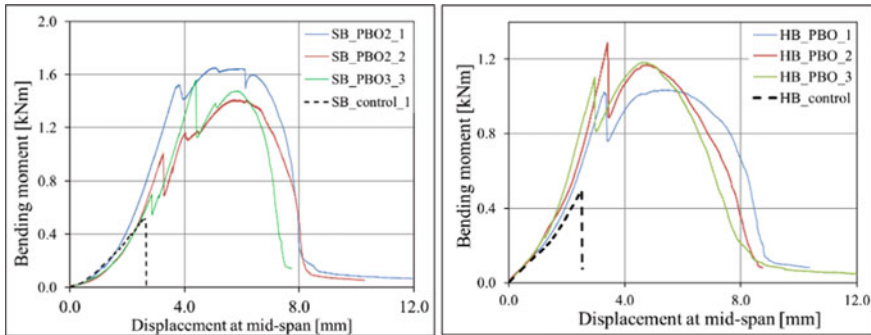 2.0
1.6
1.2
0.8
0.4
0.0
Bending moment [kNm]
0.0 4.0 8.0 12.0
Displacement at mid-span [mm]
SB_PBO2_1
SB_PBO2_2
SB_PBO3_3
SB_control_1
1.2
0.8
0.4
0.0
Bending moment [kNm]
0.0 4.0 8.0 12.0
Displacement at mid-span [mm]
HB_PBO_1
HB_PBO_2
HB_PBO_3
HB_control